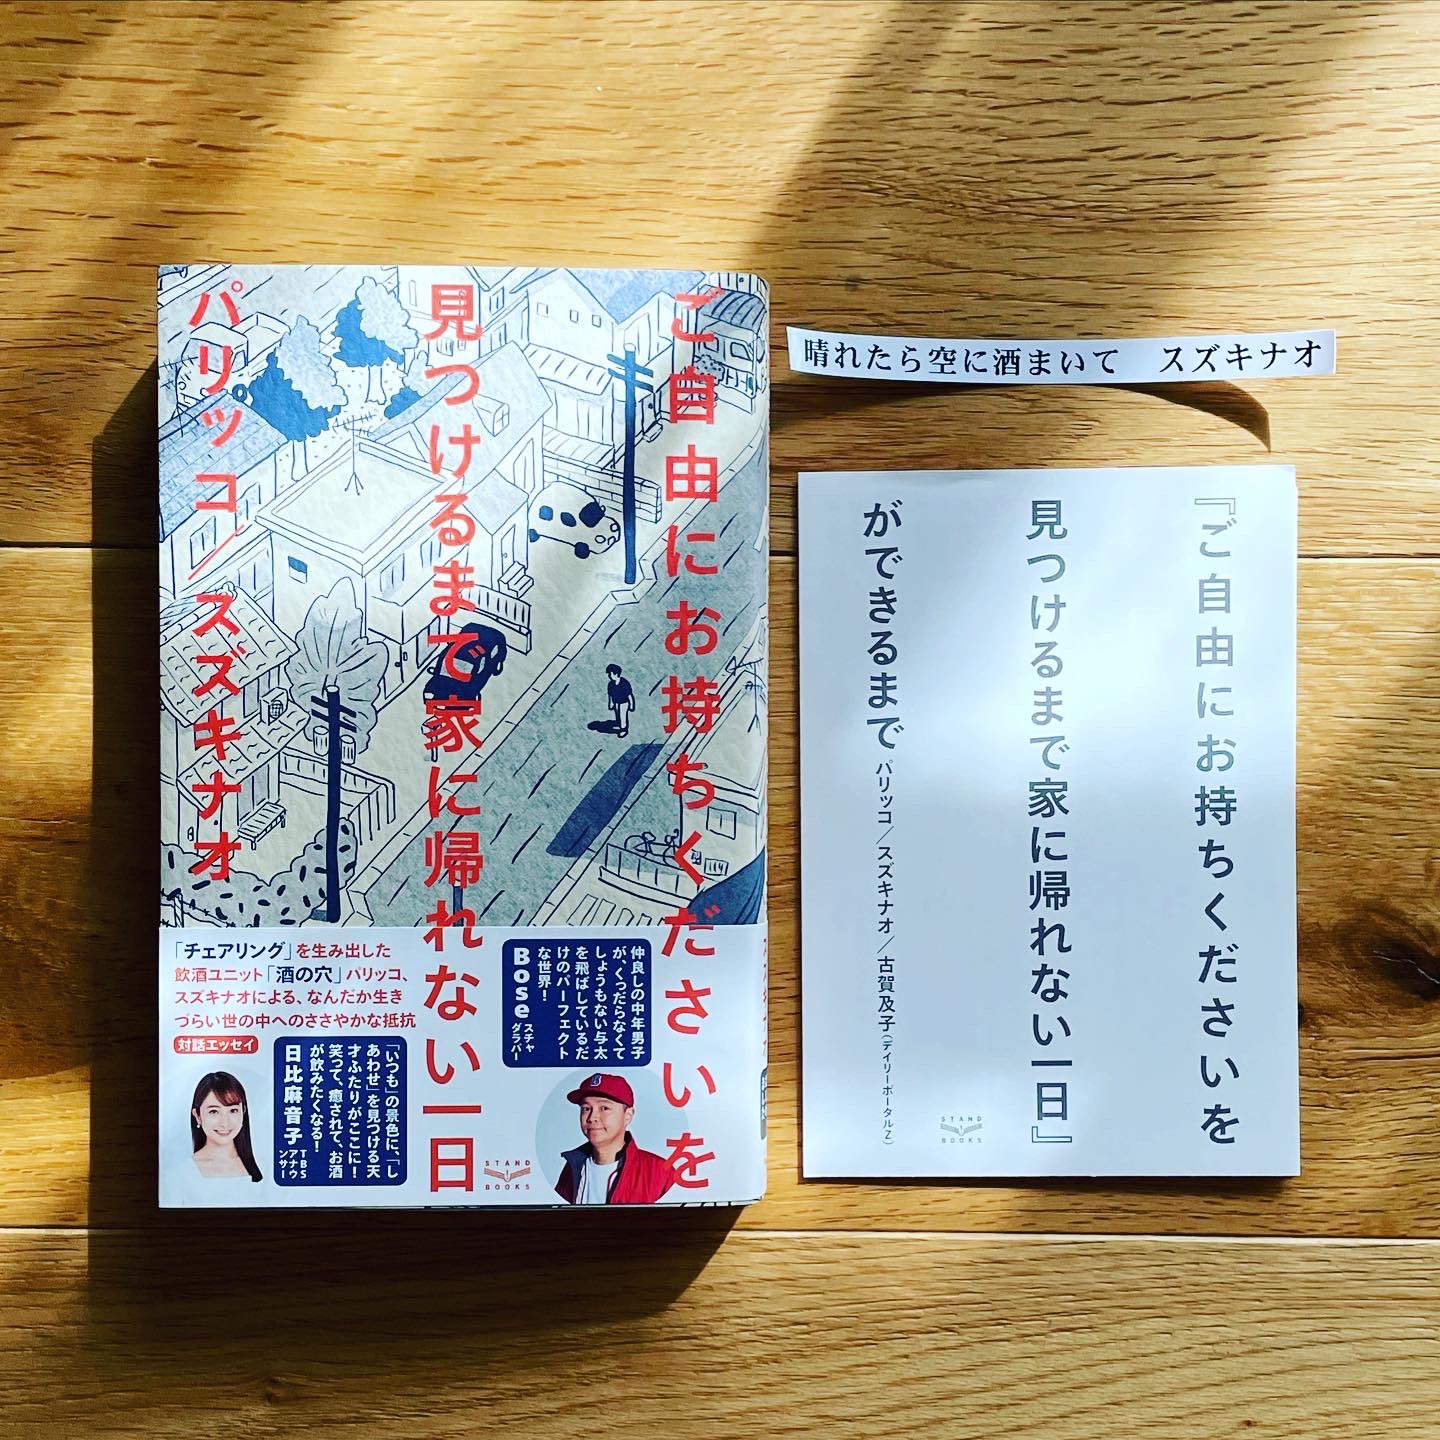 ご自由にお持ちくださいを
見つけるまで家に帰れない一日
パリッコ／スズキナオ
「チェアリング」を生み出した
飲酒ユニット「酒の穴」パリッコ、
スズキナオによる、なんだか生き
づらい世の中へのささやかな抵抗
対話エッセイ
仲良しの中年男子
が、くっだらなくて
しょうもない与太
を飛ばしているだ
けのパーフェクト
な世界！
Bose
スチャ
ダラパー
「いつも」の景色に、「し
あわせ」を見つける天
才ふたりがここに！
笑って、癒されて、お酒
が飲みたくなる！
日比麻音子
TBS
アナウ
ンサー
STAND
BOOKS
114
晴れたら空に酒まいて　スズキナオ
『ご自由にお持ちくださいを
見つけるまで家に帰れない一日』
ができるまで
パリッコ／スズキナオ／古賀及子（デイリーポータルZ）
STAND
BOOKS